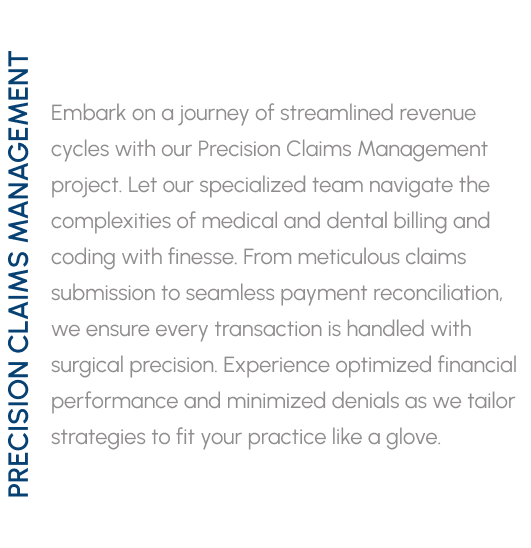 PRECISION CLAIMS MANAGEMENT
Embark on a journey of streamlined revenue
cycles with our Precision Claims Management
project. Let our specialized team navigate the
complexities of medical and dental billing and
coding with finesse. From meticulous claims
submission to seamless payment reconciliation,
we ensure every transaction is handled with
surgical precision. Experience optimized financial
performance and minimized denials as we tailor
strategies to fit your practice like a glove.